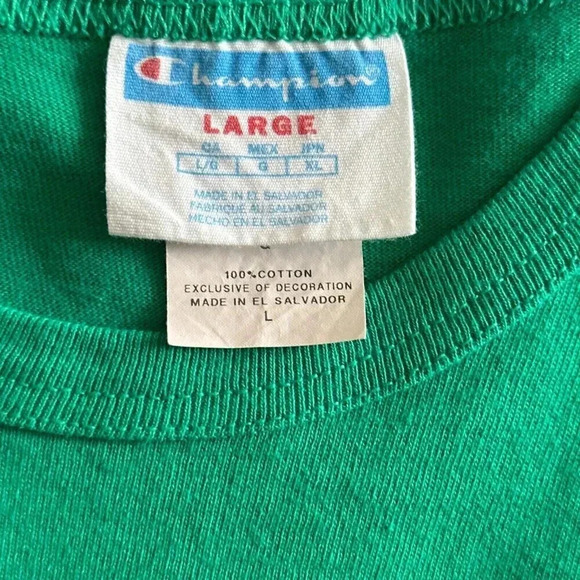 Champion
LARGE
CA MEX JPN
L/G G XL
MADE IN EL SALVADOR
FABRIQUE AU SALVADOR
HECHO EN EL SALVADOR
100% COTTON
EXCLUSIVE OF DECORATION
MADE IN EL SALVADOR
L